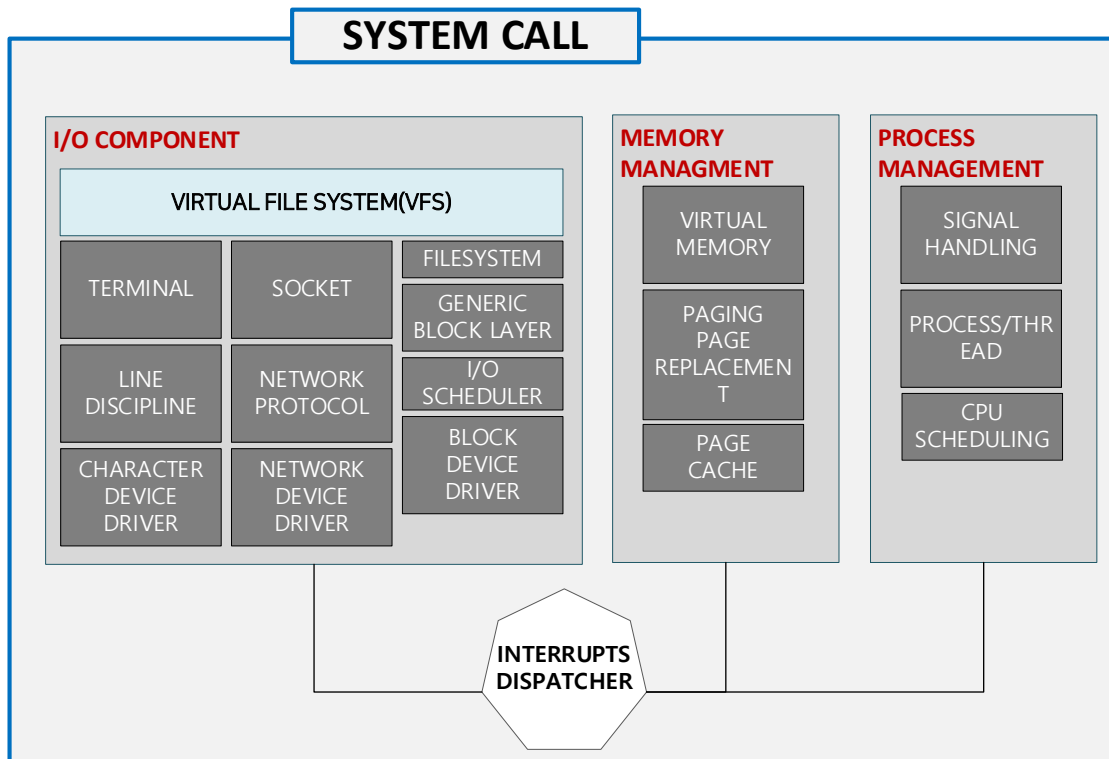 SYSTEM CALL
I/O COMPONENT
VIRTUAL FILE SYSTEM(VFS)
TERMINAL
LINE
DISCIPLINE
CHARACTER
DEVICE
DRIVER
SOCKET
NETWORK
PROTOCOL
NETWORK
DEVICE
DRIVER
FILESYSTEM
GENERIC
BLOCK LAYER
I/O
SCHEDULER
BLOCK
DEVICE
DRIVER
MEMORY
MANAGMENT
VIRTUAL
MEMORY
PAGING
PAGE
REPLACEMEN
T
PAGE
CACHE
PROCESS
MANAGEMENT
SIGNAL
HANDLING
PROCESS/THR
EAD
CPU
SCHEDULING
INTERRUPTS
DISPATCHER